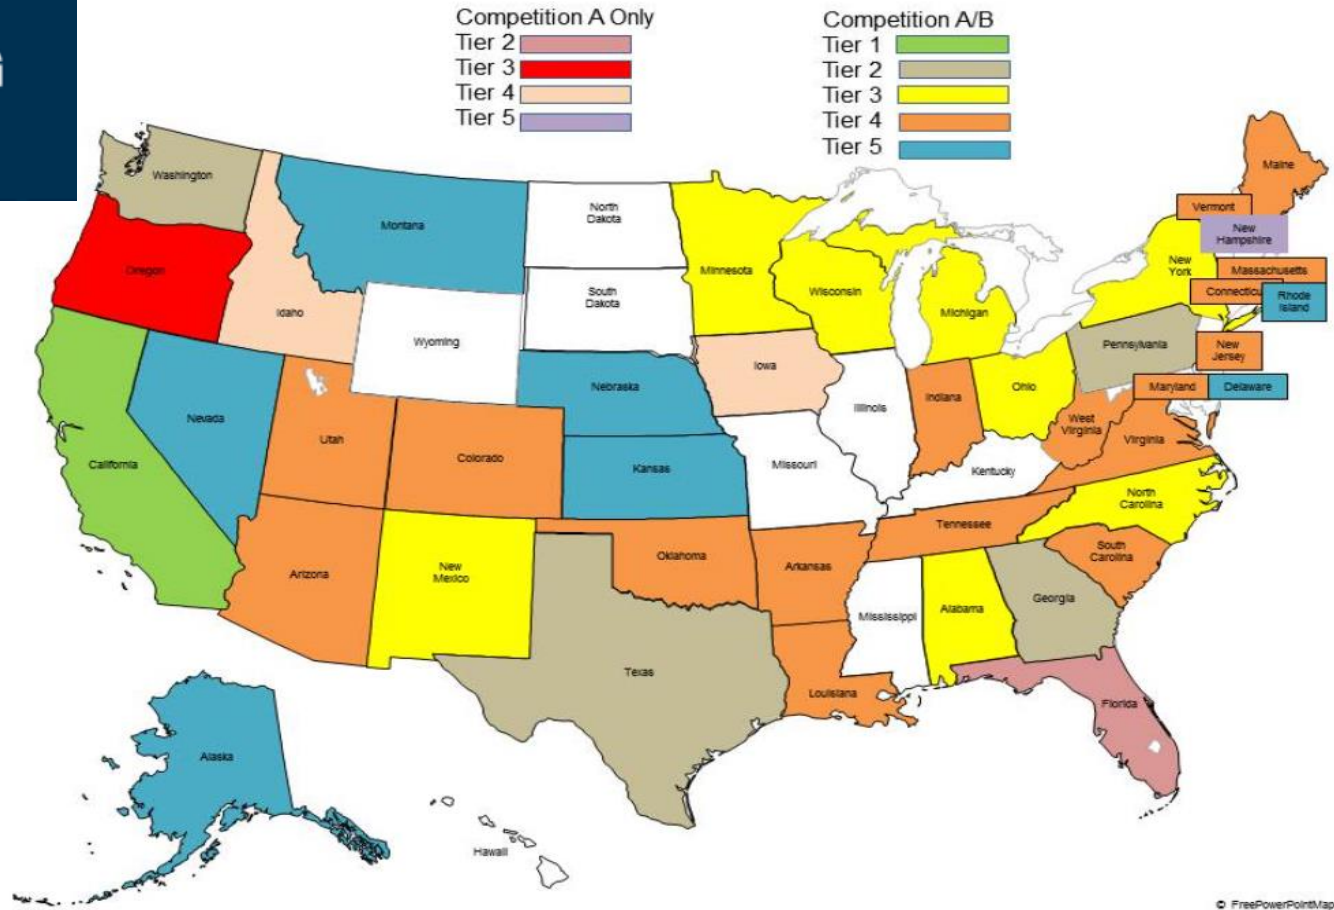 Competition A Only
Tier 2
Tier 3
Tier 4
Tier 5
Competition A/B
Tier 1
Tier 2
Tier 3
Tier 4
Tier 5
Washington
Oregon
Idaho
Montana
Wyoming
North
Dakota
South
Dakota
Nebraska
Kansas
Nevada
Utah
Colorado
California
Arizona
New
Mexico
Oklahoma
Texas
Minnesota
Wisconsin
Michigan
Iowa
Illinois
Indiana
Ohio
Missouri
Kentucky
Tennessee
Arkansas
Louisiana
Mississippi
Alabama
Georgia
Florida
South
Carolina
North
Carolina
Virginia
West
Virginia
Pennsylvania
New
York
Maine
Vermont
New
Hampshire
Massachusetts
Connecticu
Rhode
Island
New
Jersey
Maryland
Delaware
Alaska
Hawaii
© FreePowerPointMap